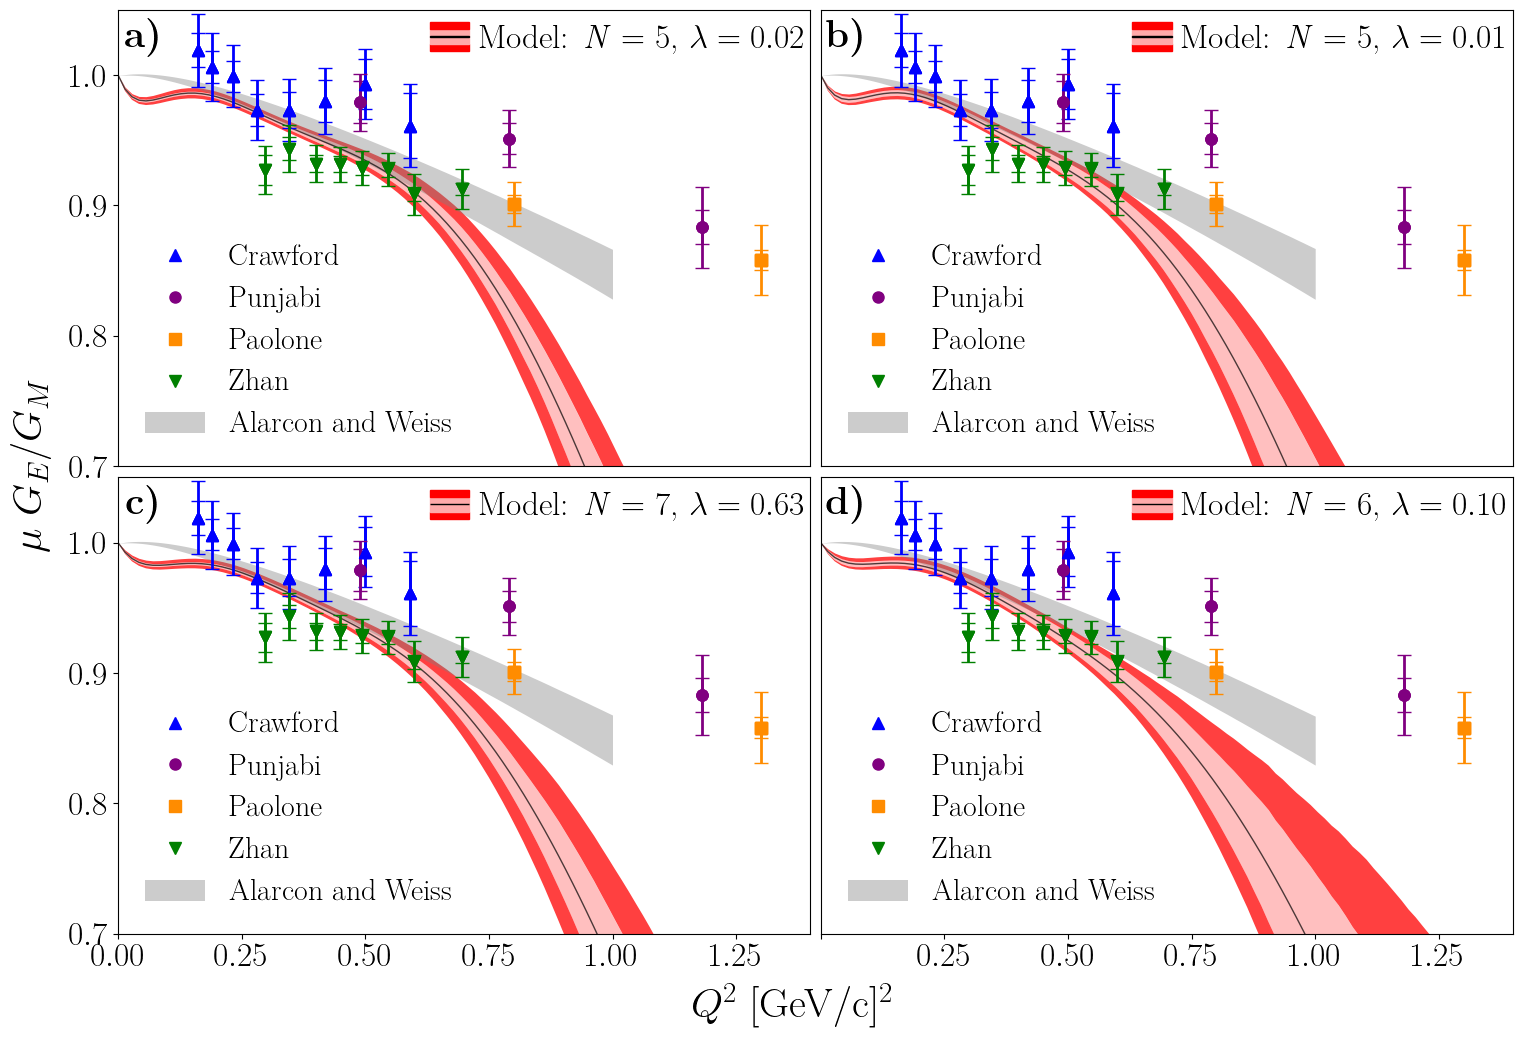 a)
Model: N = 5, λ = 0.02
b)
Model: N = 5, λ = 0.01
1.0
0.9
0.8
0.7
Crawford
Punjabi
Paolone
Zhan
Alarcon and Weiss
Crawford
Punjabi
Paolone
Zhan
Alarcon and Weiss
μ G_E/G_M
c)
Model: N = 7, λ = 0.63
d)
Model: N = 6, λ = 0.10
1.0
0.9
0.8
0.7
Crawford
Punjabi
Paolone
Zhan
Alarcon and Weiss
Crawford
Punjabi
Paolone
Zhan
Alarcon and Weiss
0.00 0.25 0.50 0.75 1.00 1.25
0.25 0.50 0.75 1.00 1.25
Q² [GeV/c]²